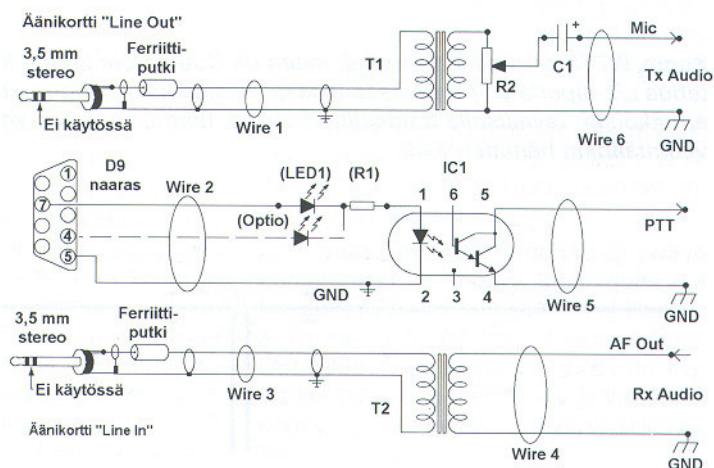 Äänikortti "Line Out"
3,5 mm
stereo
Ferriitti-
putki
Ei käytössä
Wire 1
T1
R2
C1
+
Mic
Tx Audio
Wire 6
GND
D9
naaras
1
7
4
5
Wire 2
(LED1)
(R1)
(Optio)
IC1
1
6
5
2
3
4
GND
PTT
Wire 5
GND
3,5 mm
stereo
Ferriitti-
putki
Ei käytössä
Wire 3
T2
AF Out
Rx Audio
Wire 4
GND
Äänikortti "Line In"